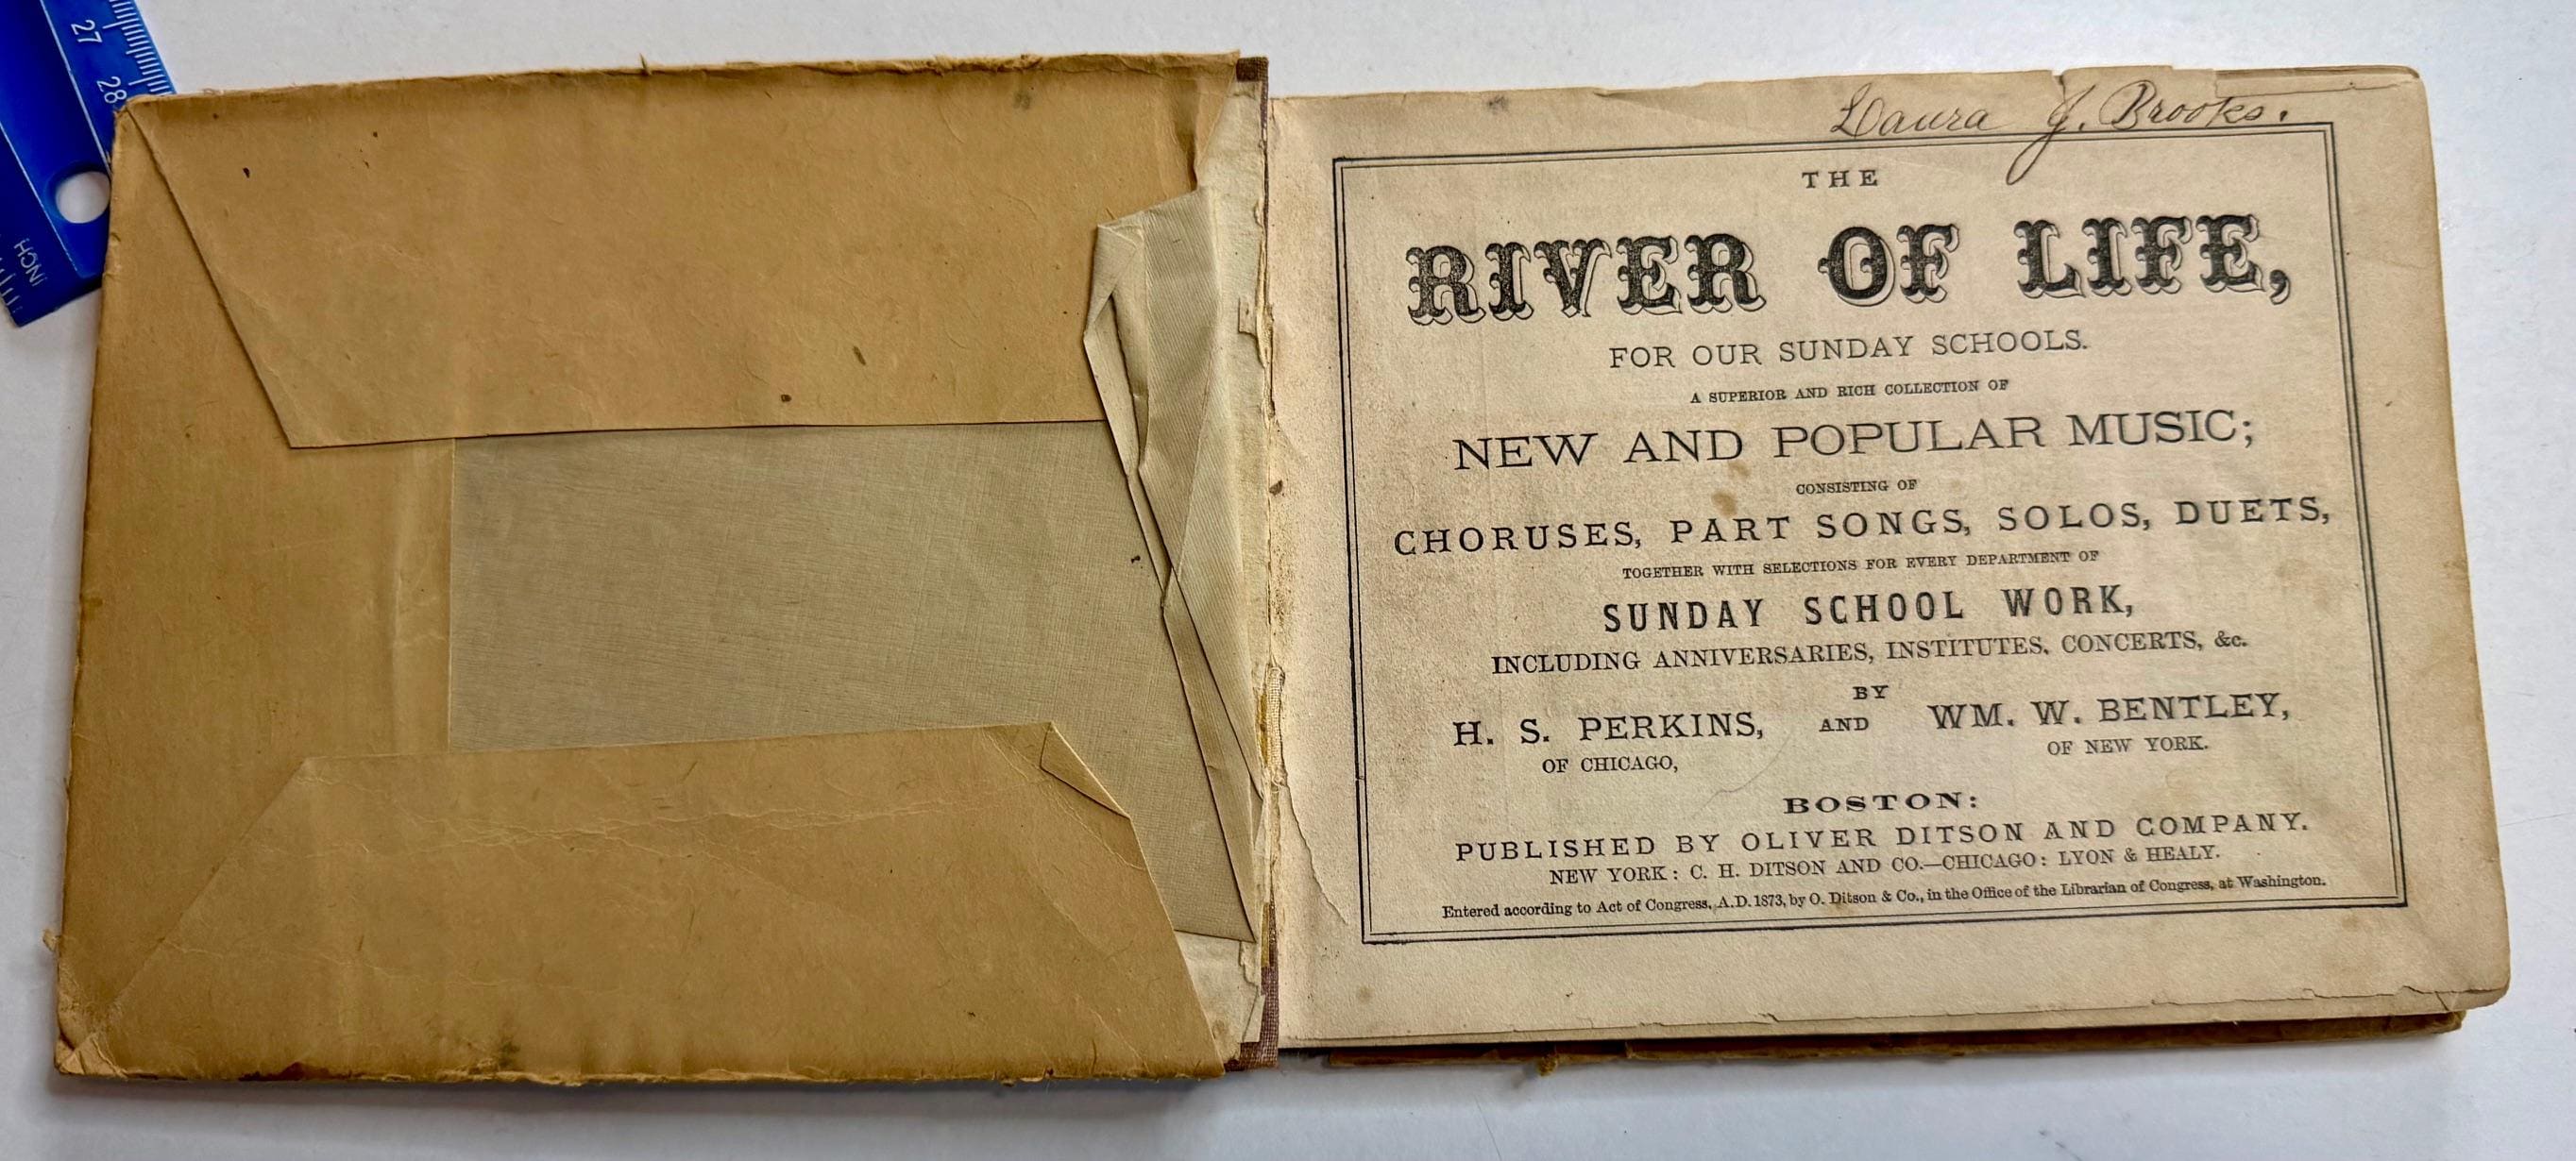 27
28
INCH
Laura J. Brooks.
THE
RIVER OF LIFE,
FOR OUR SUNDAY SCHOOLS.
A SUPERIOR AND RICH COLLECTION OF
NEW AND POPULAR MUSIC;
CONSISTING OF
CHORUSES, PART SONGS, SOLOS, DUETS,
TOGETHER WITH SELECTIONS FOR EVERY DEPARTMENT OF
SUNDAY SCHOOL WORK,
INCLUDING ANNIVERSARIES, INSTITUTES, CONCERTS, &c.
BY
H. S. PERKINS, AND WM. W. BENTLEY,
OF CHICAGO, OF NEW YORK.
BOSTON:
PUBLISHED BY OLIVER DITSON AND COMPANY.
NEW YORK: C. H. DITSON AND CO.—CHICAGO: LYON & HEALY.
Entered according to Act of Congress, A.D. 1873, by O. Ditson & Co., in the Office of the Librarian of Congress, at Washington.